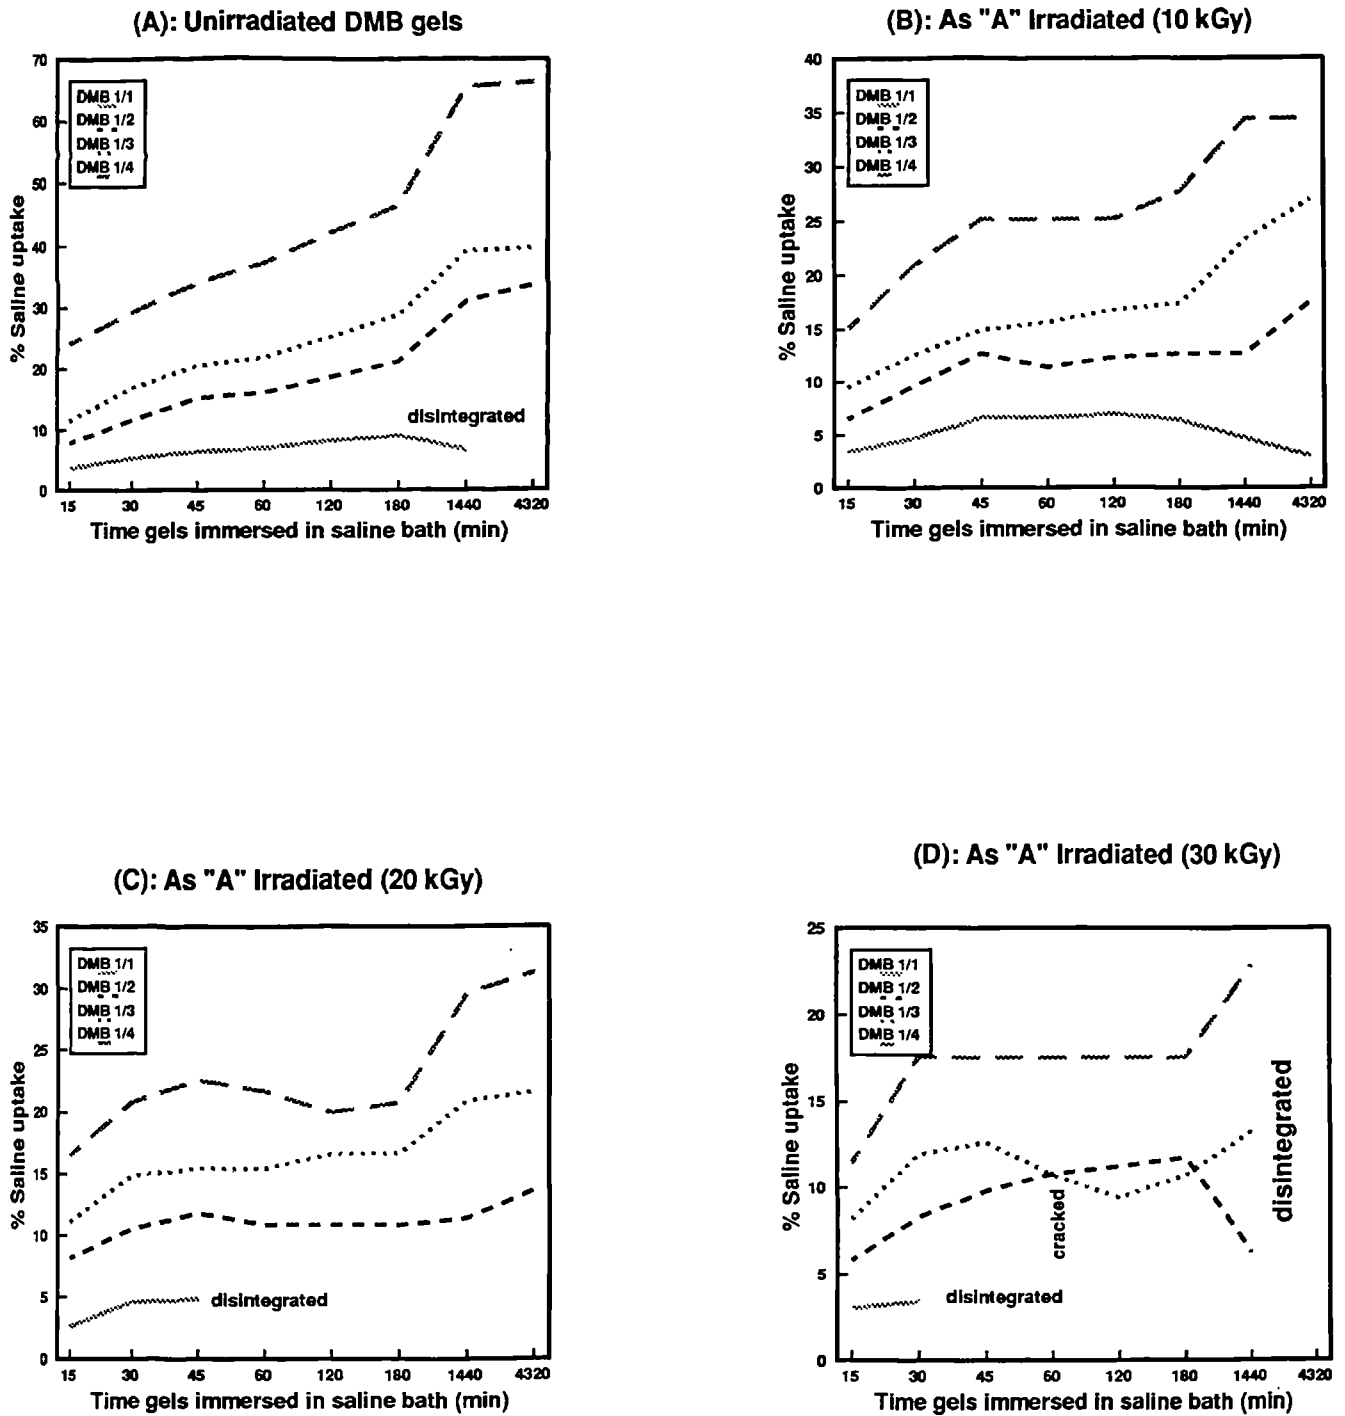 (A): Unirradiated DMB gels
70
60
50
40
30
20
10
0
% Saline uptake
DMB 1/1
DMB 1/2
DMB 1/3
DMB 1/4
disintegrated
15 30 45 60 120 180 1440 4320
Time gels immersed in saline bath (min)
(B): As "A" Irradiated (10 kGy)
40
35
30
25
20
15
10
5
0
% Saline uptake
DMB 1/1
DMB 1/2
DMB 1/3
DMB 1/4
15 30 45 60 120 180 1440 4320
Time gels immersed in saline bath (min)
(C): As "A" Irradiated (20 kGy)
35
30
25
20
15
10
5
0
% Saline uptake
DMB 1/1
DMB 1/2
DMB 1/3
DMB 1/4
disintegrated
15 30 45 60 120 180 1440 4320
Time gels immersed in saline bath (min)
(D): As "A" Irradiated (30 kGy)
25
20
15
10
5
0
% Saline uptake
DMB 1/1
DMB 1/2
DMB 1/3
DMB 1/4
cracked
disintegrated
disintegrated
15 30 45 60 120 180 1440 4320
Time gels immersed in saline bath (min)